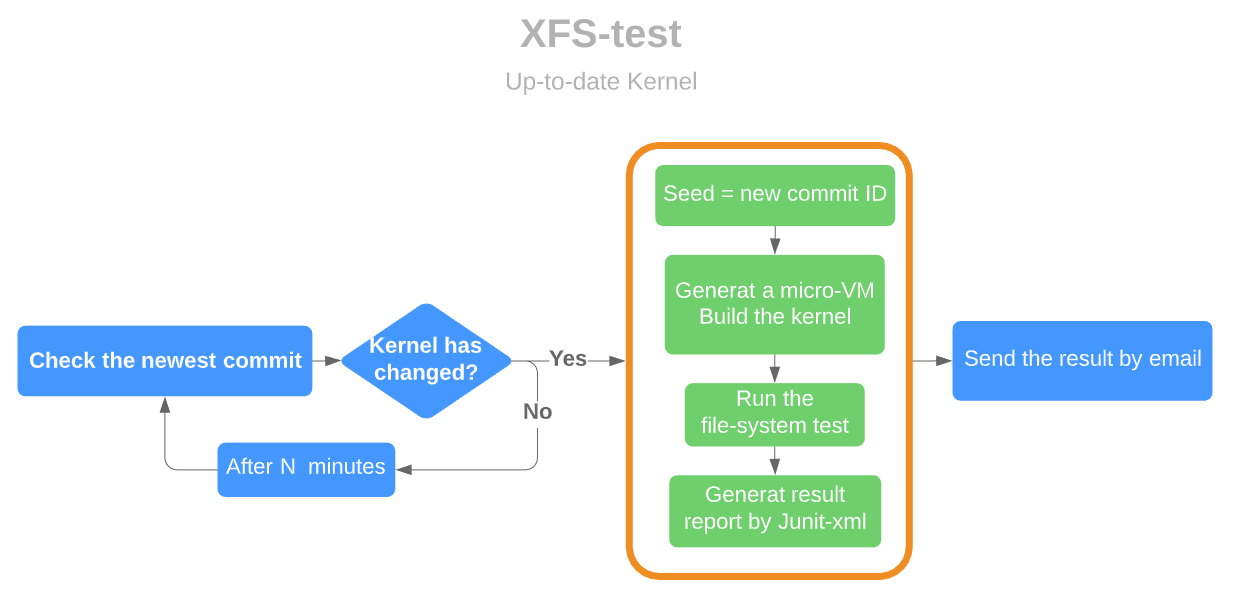 XFS-test
Up-to-date Kernel
Check the newest commit
Kernel has
changed?
Yes
No
After N  minutes
Seed = new commit ID
Generat a micro-VM
Build the kernel
Run the
file-system test
Generat result
report by Junit-xml
Send the result by email